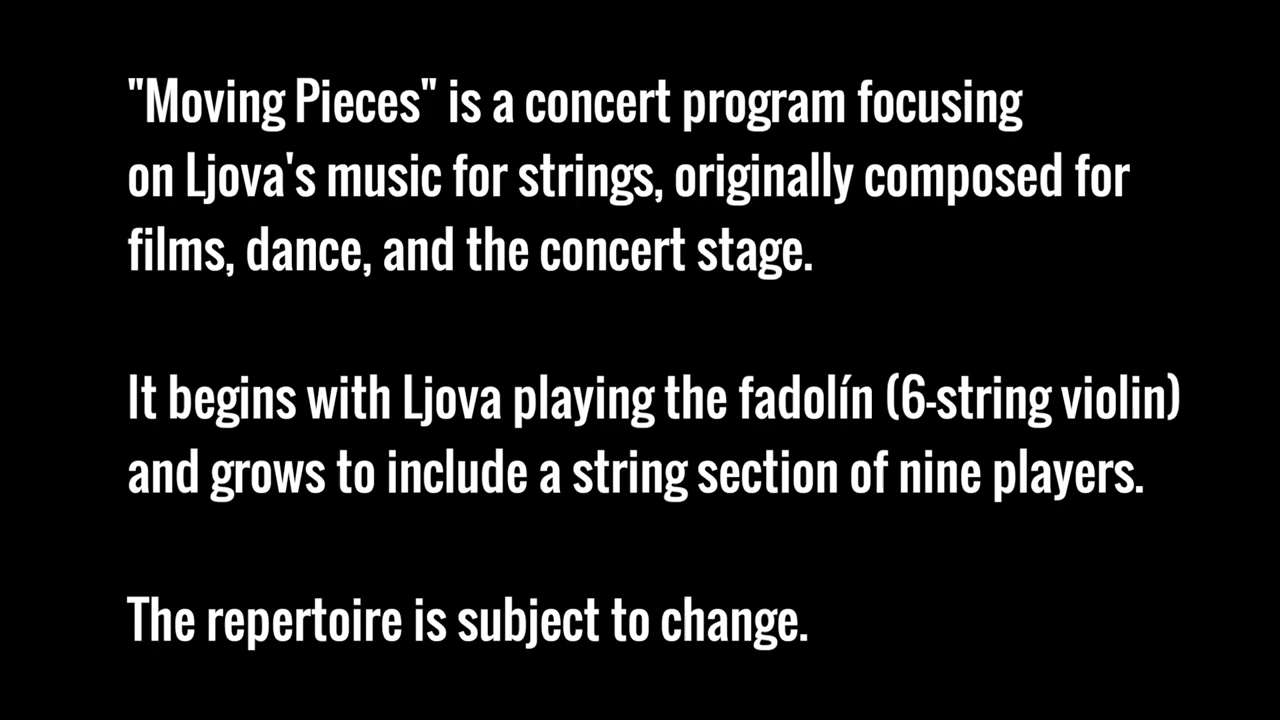 "Moving Pieces" is a concert program focusing
on Ljova's music for strings, originally composed for
films, dance, and the concert stage.
It begins with Ljova playing the fadolín (6-string violin)
and grows to include a string section of nine players.
The repertoire is subject to change.